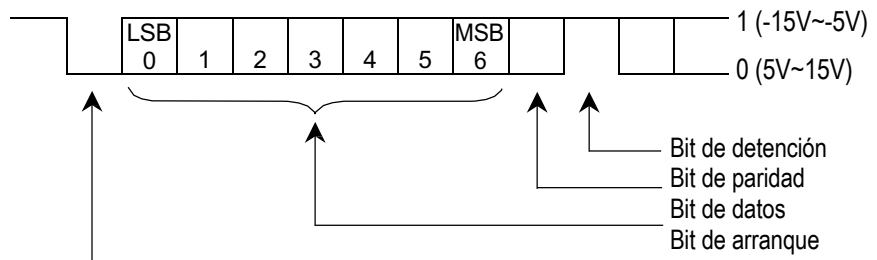 LSB MSB 1 (-15V~-5V)
0 1 2 3 4 5 6 0 (5V~15V)
Bit de detención
Bit de paridad
Bit de datos
Bit de arranque